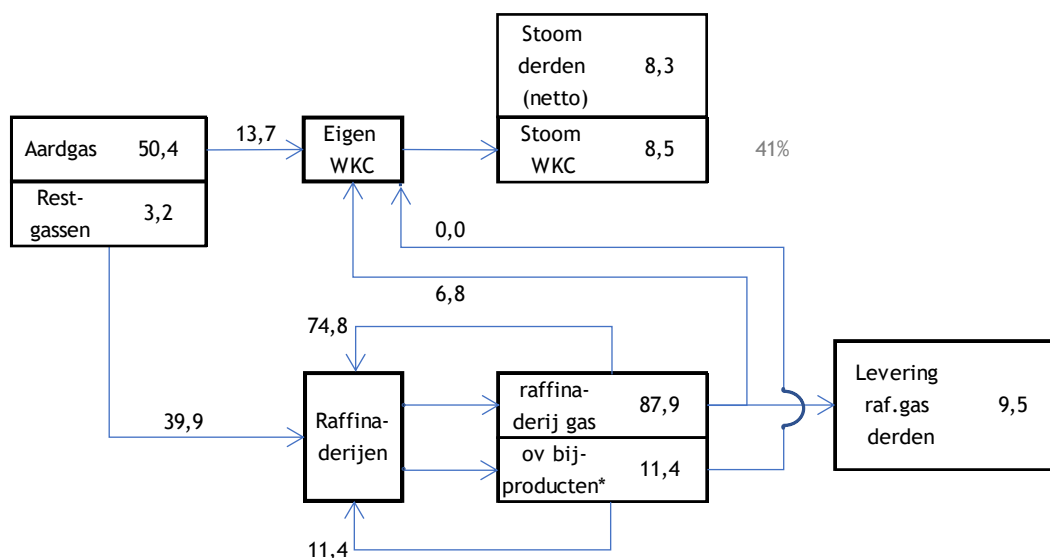 Stoom
derden
(netto)
8,3
Aardgas
50,4
13,7
Eigen
WKC
Stoom
WKC
8,5
41%
Rest-
gassen
3,2
0,0
6,8
74,8
39,9
Raffina-
derijen
raffina-
derij gas
87,9
Levering
raf.gas
derden
9,5
ov bij-
producten*
11,4
11,4